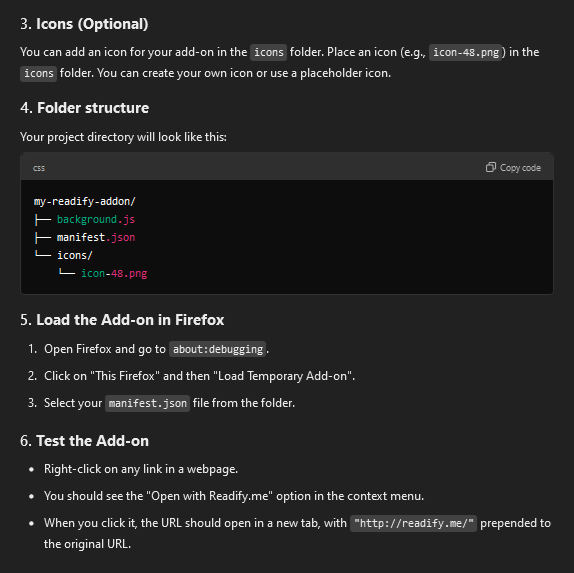 3. Icons (Optional)
You can add an icon for your add-on in the icons folder. Place an icon (e.g., icon-48.png) in the
icons folder. You can create your own icon or use a placeholder icon.
4. Folder structure
Your project directory will look like this:
css
Copy code
my-readify-addon/
├── background.js
├── manifest.json
└── icons/
    └── icon-48.png
5. Load the Add-on in Firefox
1. Open Firefox and go to about:debugging.
2. Click on "This Firefox" and then "Load Temporary Add-on".
3. Select your manifest.json file from the folder.
6. Test the Add-on
• Right-click on any link in a webpage.
• You should see the "Open with Readify.me" option in the context menu.
• When you click it, the URL should open in a new tab, with "http://readify.me/" prepended to
the original URL.